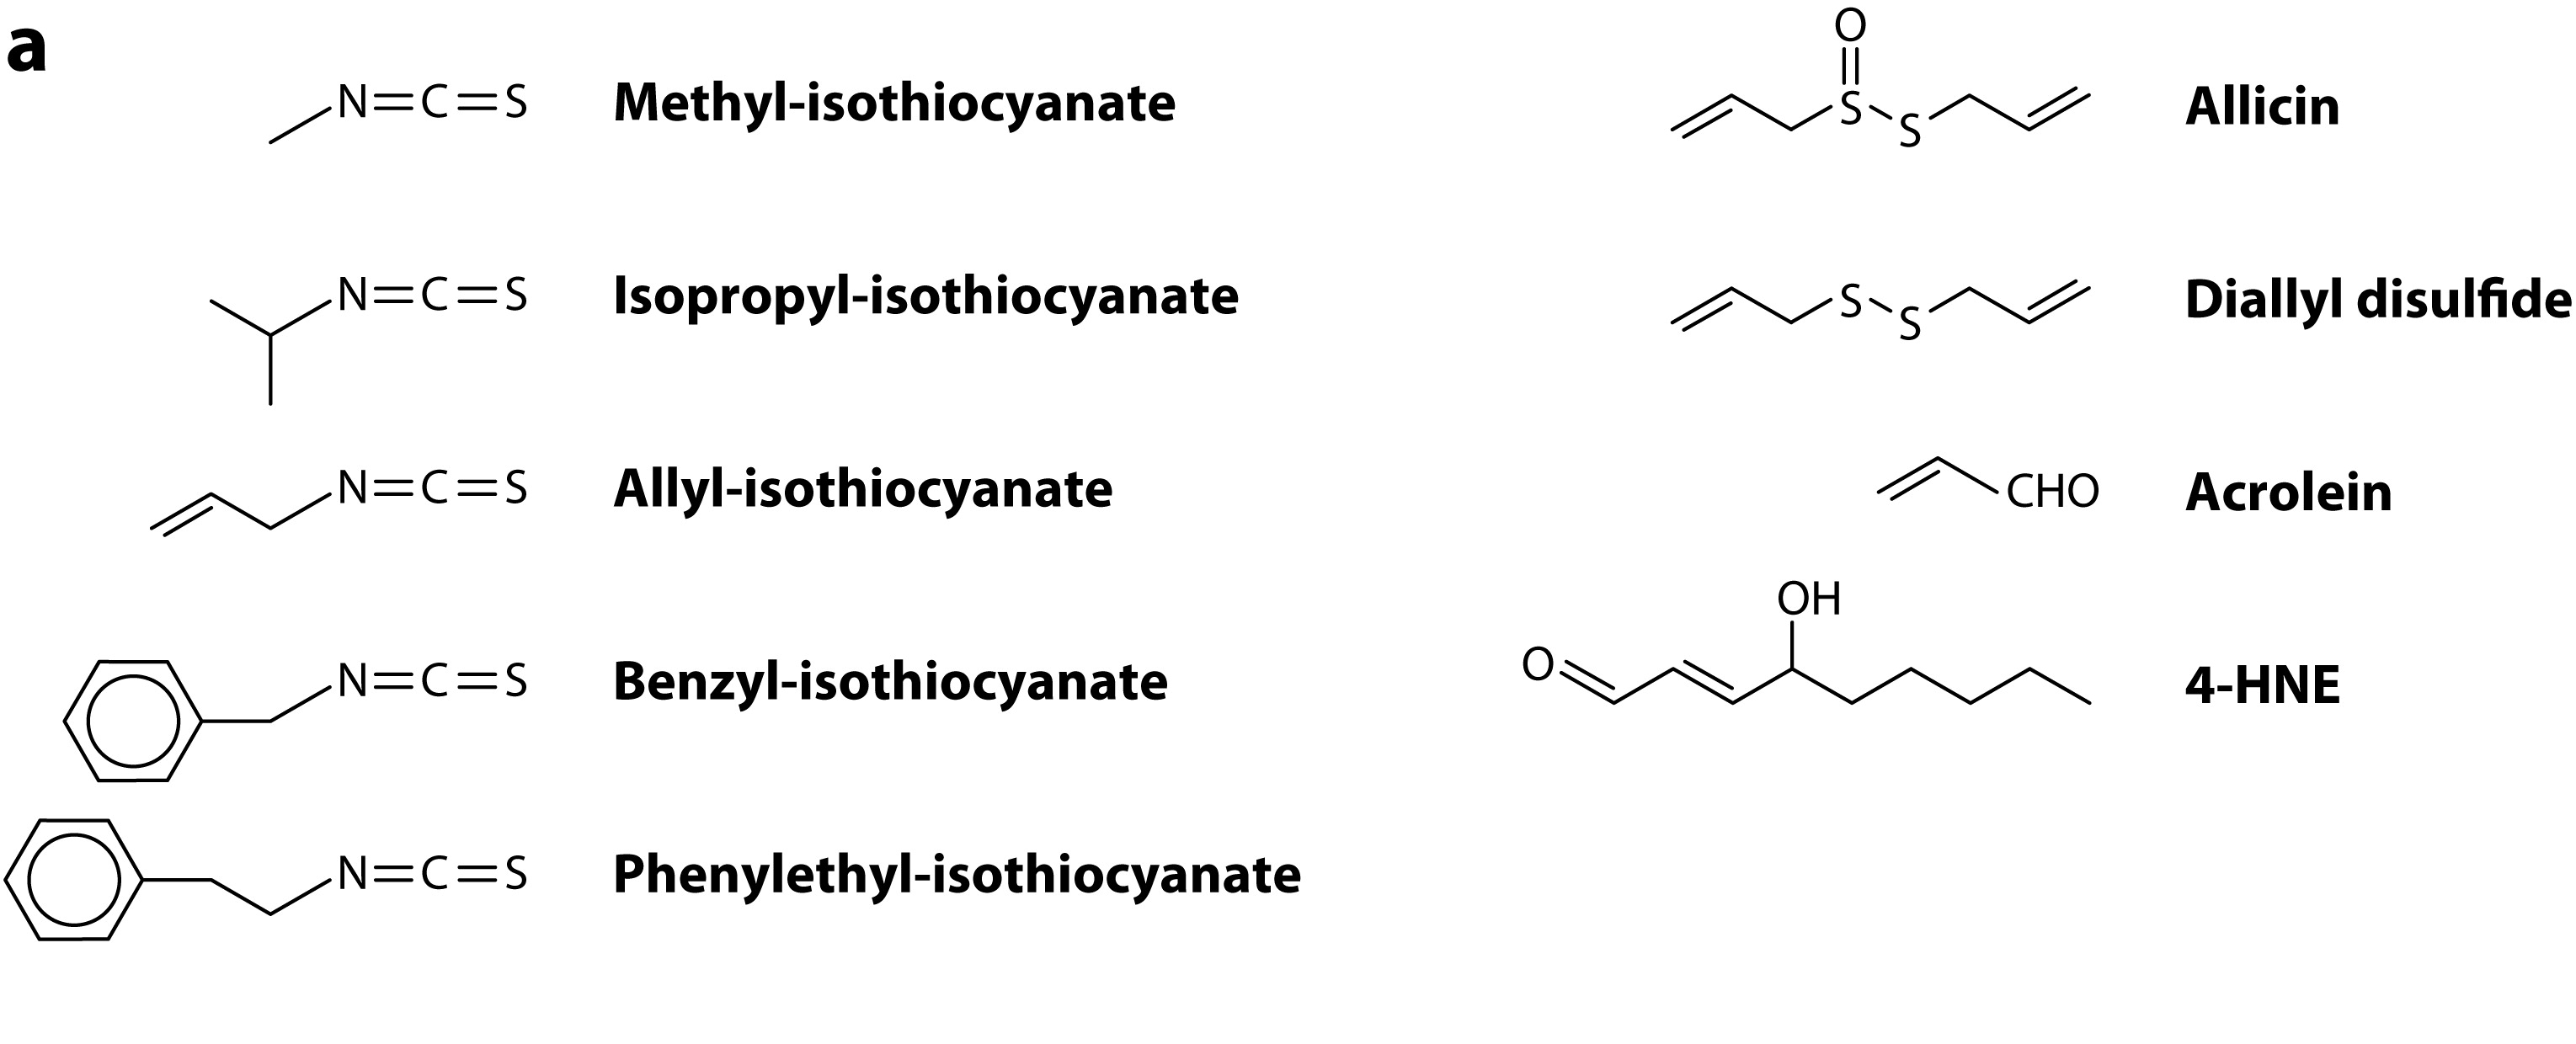 a
N=C=S Methyl-isothiocyanate
N=C=S Isopropyl-isothiocyanate
N=C=S Allyl-isothiocyanate
N=C=S Benzyl-isothiocyanate
N=C=S Phenylethyl-isothiocyanate
O
S
S
Allicin
S
S
Diallyl disulfide
CHO Acrolein
OH
O
4-HNE